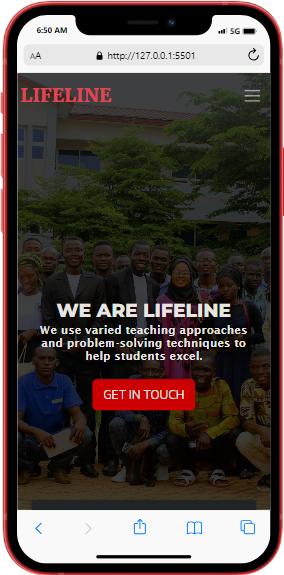 6:50 AM
5G
AA
http://127.0.0.1:5501
LIFELINE
WE ARE LIFELINE
We use varied teaching approaches
and problem-solving techniques to
help students excel.
GET IN TOUCH